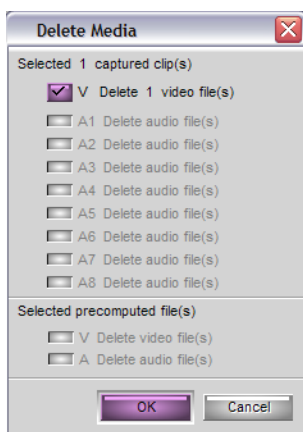 Delete Media
Selected 1 captured clip(s)
V Delete 1 video file(s)
A1 Delete audio file(s)
A2 Delete audio file(s)
A3 Delete audio file(s)
A4 Delete audio file(s)
A5 Delete audio file(s)
A6 Delete audio file(s)
A7 Delete audio file(s)
A8 Delete audio file(s)
Selected precomputed file(s)
V Delete video file(s)
A Delete audio file(s)
OK Cancel